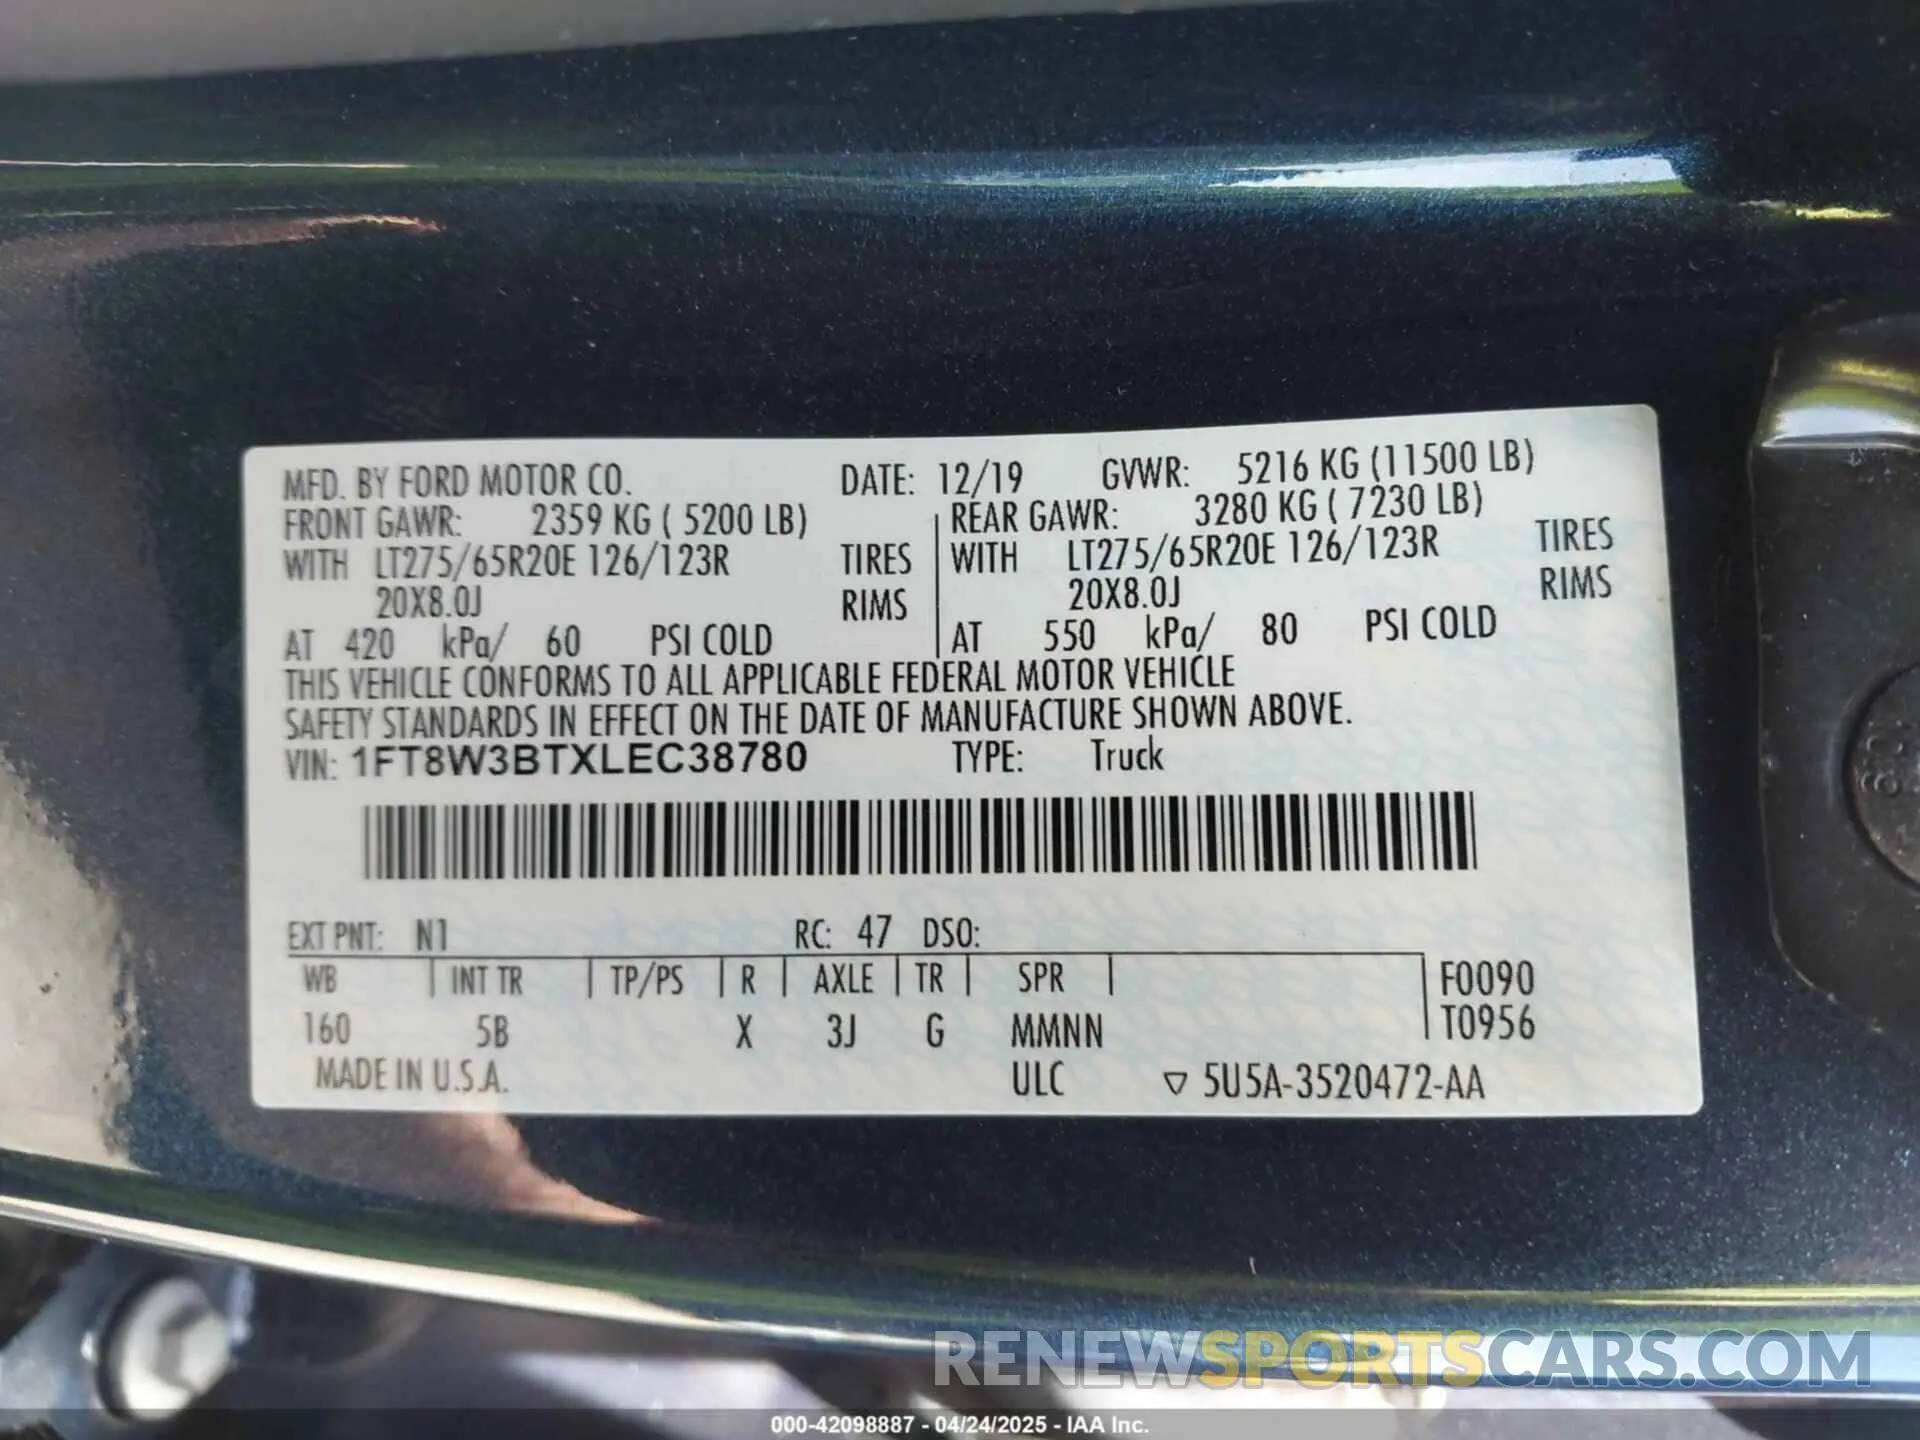 MFD. BY FORD MOTOR CO. DATE: 12/19 GVWR: 5216 KG (11500 LB)
FRONT GAWR: 2359 KG ( 5200 LB) REAR GAWR: 3280 KG ( 7230 LB)
WITH LT275/65R20E 126/123R TIRES WITH LT275/65R20E 126/123R TIRES
20X8.0J RIMS 20X8.0J RIMS
AT 420 kPa/ 60 PSI COLD AT 550 kPa/ 80 PSI COLD
THIS VEHICLE CONFORMS TO ALL APPLICABLE FEDERAL MOTOR VEHICLE
SAFETY STANDARDS IN EFFECT ON THE DATE OF MANUFACTURE SHOWN ABOVE.
VIN: 1FT8W3BTXLEC38780 TYPE: Truck
EXT PNT: N1 RC: 47 DSO:
WB INT TR TP/PS R AXLE TR SPR F0090
160 5B X 3J G MMNN T0956
MADE IN U.S.A. ULC ▽ 5U5A-3520472-AA
RENEWSPORTSCARS.COM
000-42098887 - 04/24/2025 - IAA Inc.